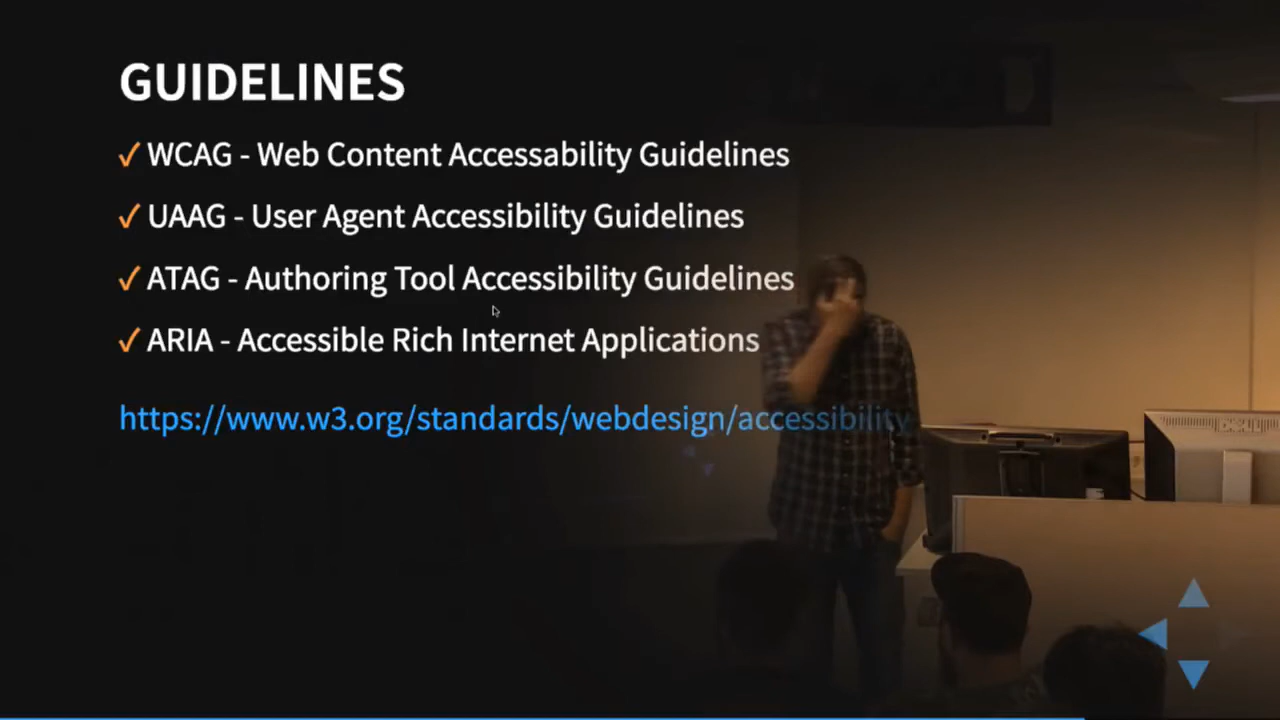 GUIDELINES
✓ WCAG - Web Content Accessability Guidelines
✓ UAAG - User Agent Accessibility Guidelines
✓ ATAG - Authoring Tool Accessibility Guidelines
✓ ARIA - Accessible Rich Internet Applications
https://www.w3.org/standards/webdesign/accessibility
DELL